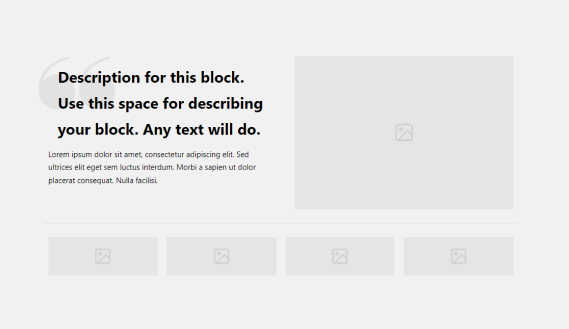 Description for this block.
Use this space for describing
your block. Any text will do.
Lorem ipsum dolor sit amet, consectetur adipiscing elit. Sed
ultrices elit eget sem luctus interdum. Morbi a sapien ut dolor
placerat consequat. Nulla facilisi.